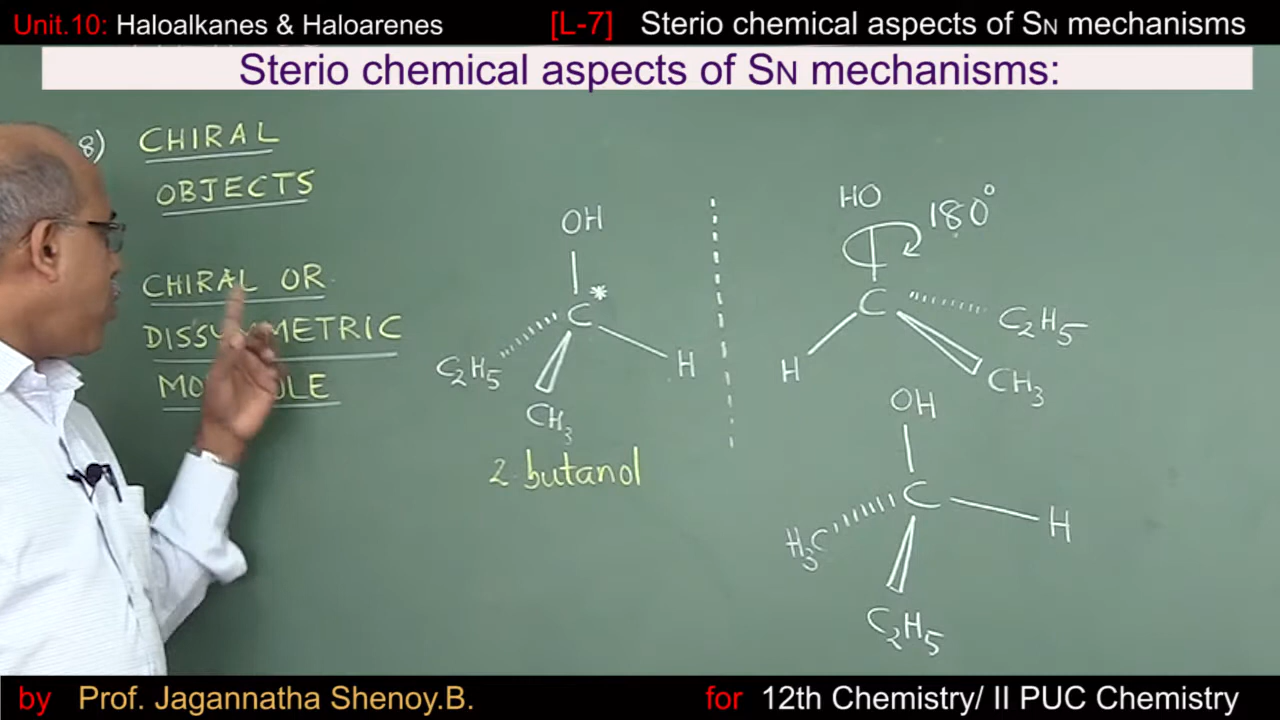 Unit.10: Haloalkanes & Haloarenes [L-7] Sterio chemical aspects of SN mechanisms
Sterio chemical aspects of SN mechanisms:
8) CHIRAL
OBJECTS
CHIRAL OR
DISSYMMETRIC
OH
C*
C2H5
H
CH3
2-butanol
HO
180°
C
C2H5
H
CH3
OH
C
H3C
H
C2H5
by Prof. Jagannatha Shenoy.B. for 12th Chemistry/ II PUC Chemistry